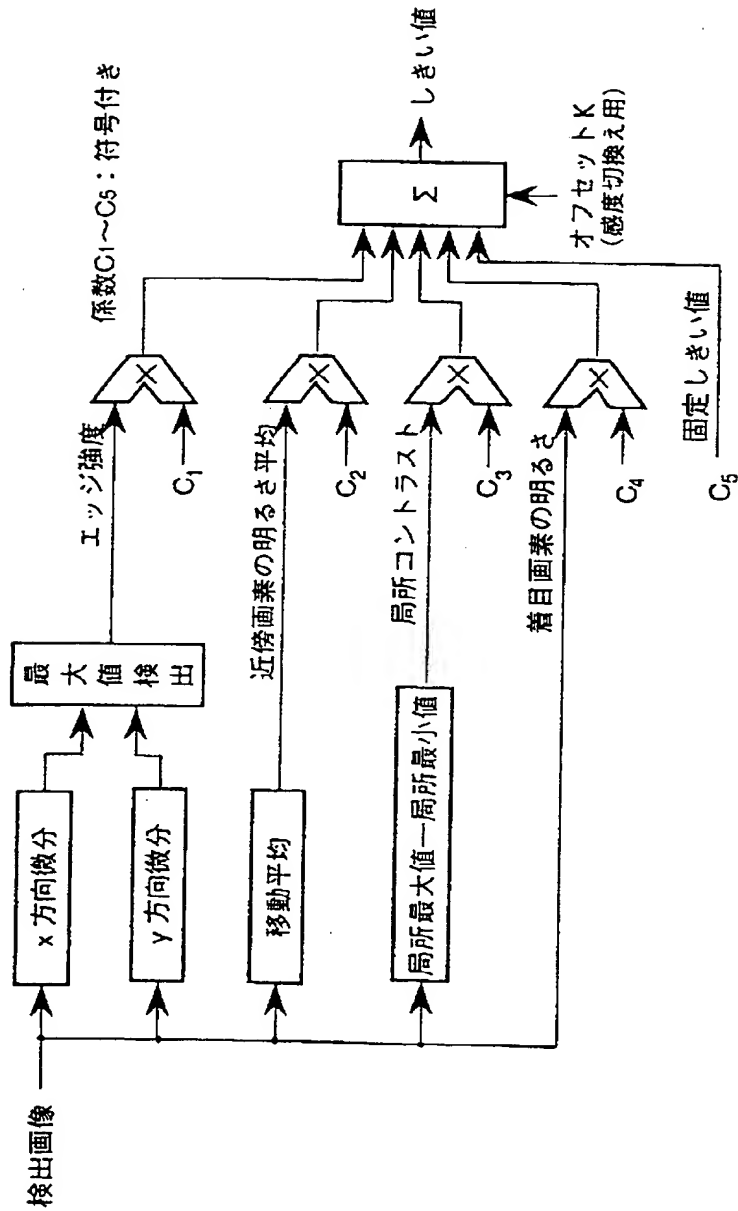 検出画像
x方向微分
y方向微分
最大値検出
エッジ強度
C1
×
係数C1～C5：符号付き
移動平均
近傍画素の明るさ平均
C2
×
局所最大値－局所最小値
局所コントラスト
C3
×
着目画素の明るさ
C4
×
固定しきい値
C5
Σ
しきい値
オフセットK
(感度切換え用)